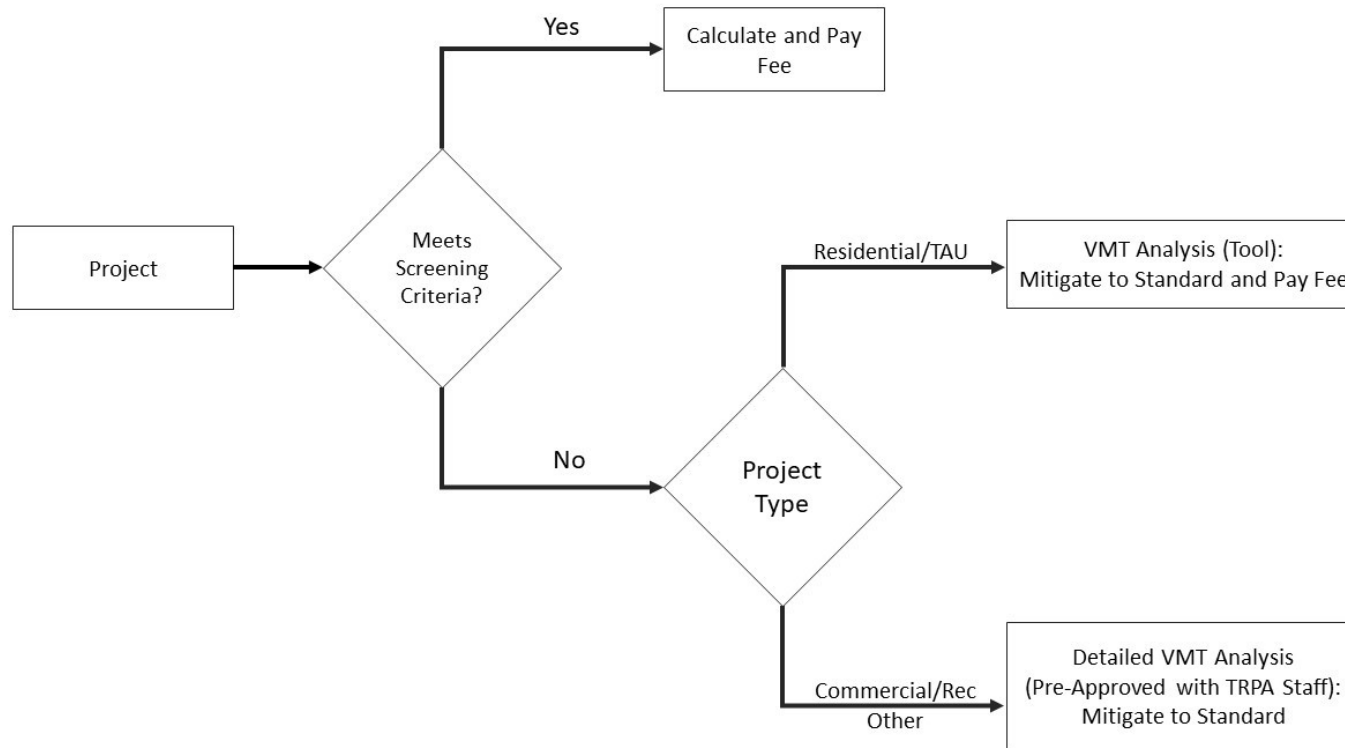 Yes
Calculate and Pay
Fee
Project
Meets
Screening
Criteria?
Residential/TAU
VMT Analysis (Tool):
Mitigate to Standard and Pay Fee
No
Project
Type
Commercial/Rec
Other
Detailed VMT Analysis
(Pre-Approved with TRPA Staff):
Mitigate to Standard